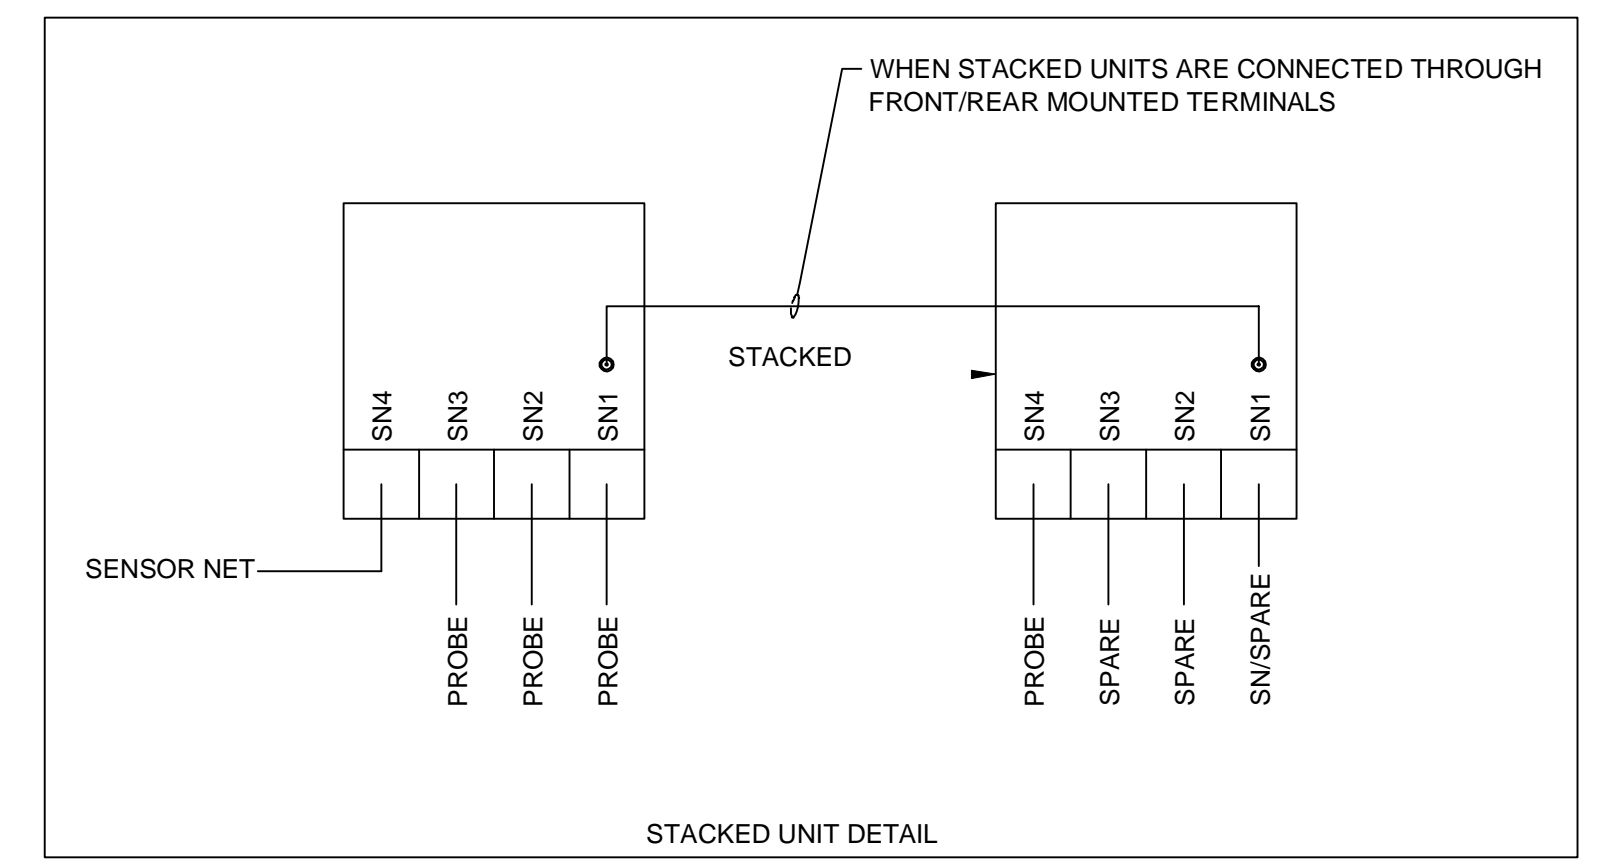 WHEN STACKED UNITS ARE CONNECTED THROUGH
FRONT/REAR MOUNTED TERMINALS
STACKED
SN4
SN3
SN2
SN1
SN4
SN3
SN2
SN1
SENSOR NET
PROBE
PROBE
PROBE
PROBE
SPARE
SPARE
SN/SPARE
STACKED UNIT DETAIL